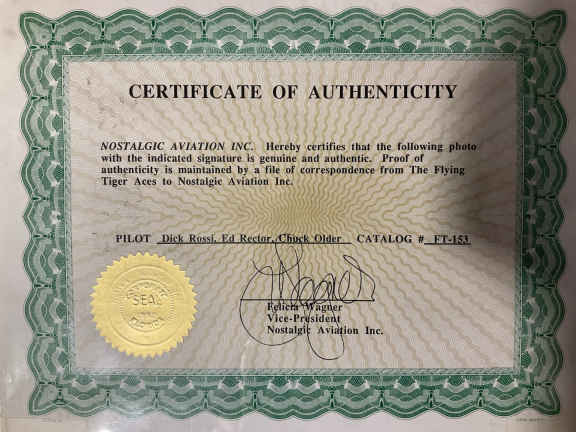 CERTIFICATE OF AUTHENTICITY
NOSTALGIC AVIATION INC. Hereby certifies that the following photo
with the indicated signature is genuine and authentic. Proof of
authenticity is maintained by a file of correspondence from The Flying
Tiger Aces to Nostalgic Aviation Inc.
PILOT Dick Rossi, Ed Rector, Chuck Older CATALOG # FT-153
SEAL
Felicia Wagner
Vice-President
Nostalgic Aviation Inc.